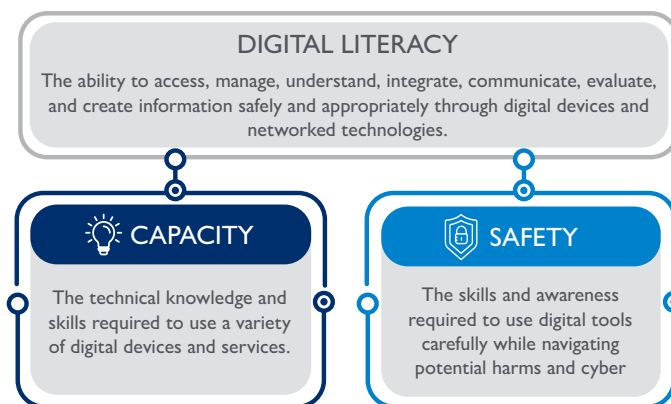 DIGITAL LITERACY
The ability to access, manage, understand, integrate, communicate, evaluate,
and create information safely and appropriately through digital devices and
networked technologies.
CAPACITY
The technical knowledge and
skills required to use a variety
of digital devices and services.
SAFETY
The skills and awareness
required to use digital tools
carefully while navigating
potential harms and cyber